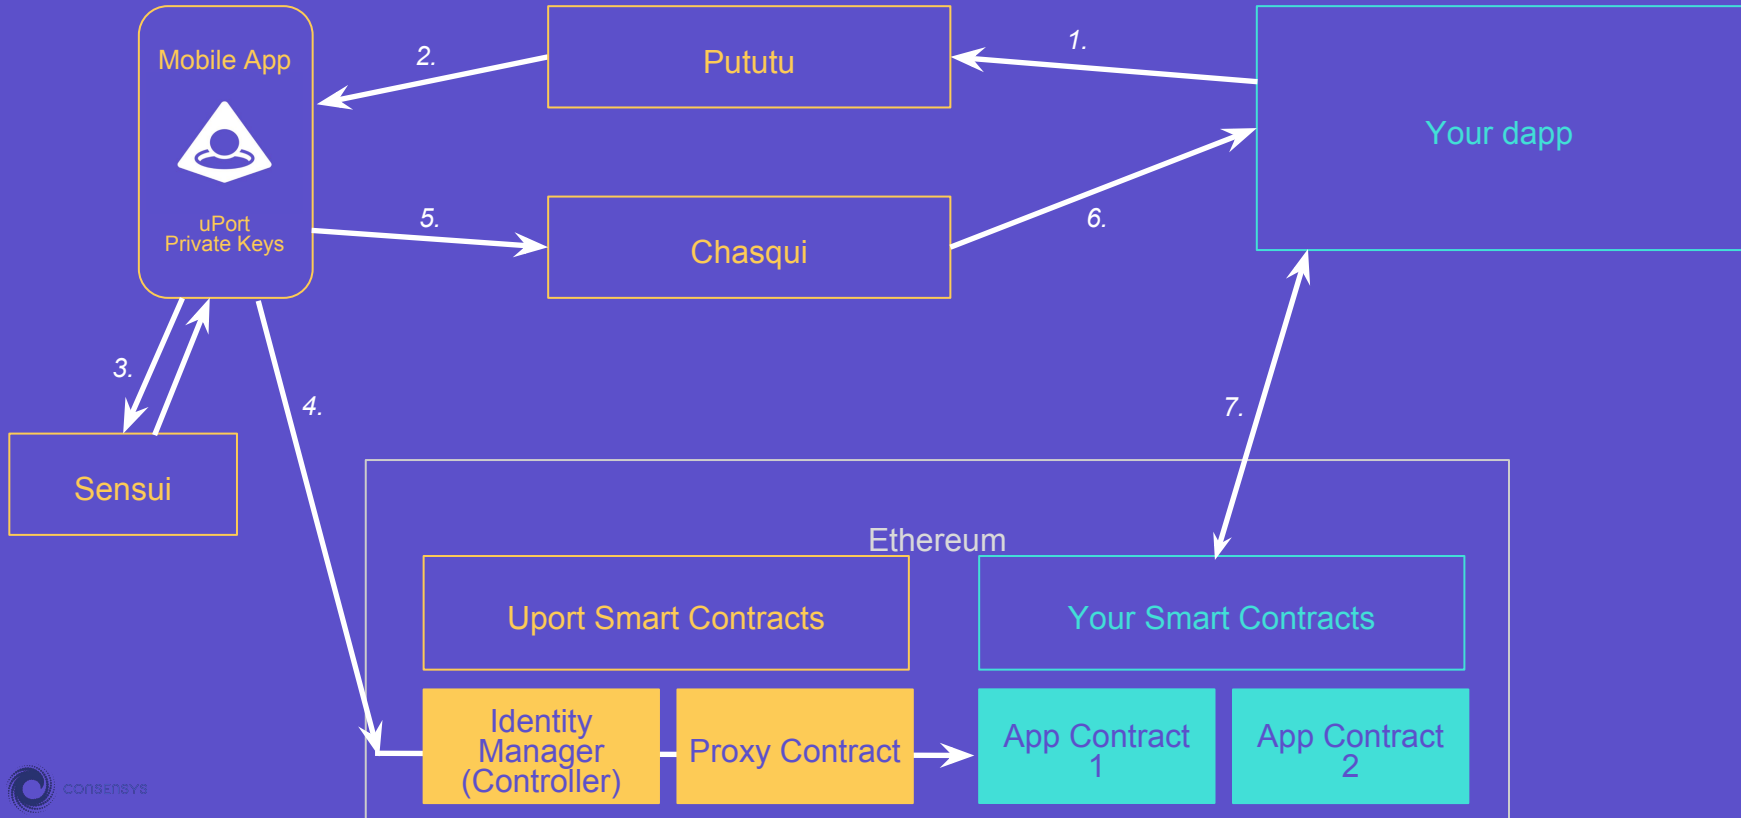 Mobile App
uPort
Private Keys
2.
Pututu
1.
Your dapp
5.
Chasqui
6.
3.
4.
7.
Sensui
Ethereum
Uport Smart Contracts
Your Smart Contracts
Identity
Manager
(Controller)
Proxy Contract
App Contract
1
App Contract
2
CONSENSYS